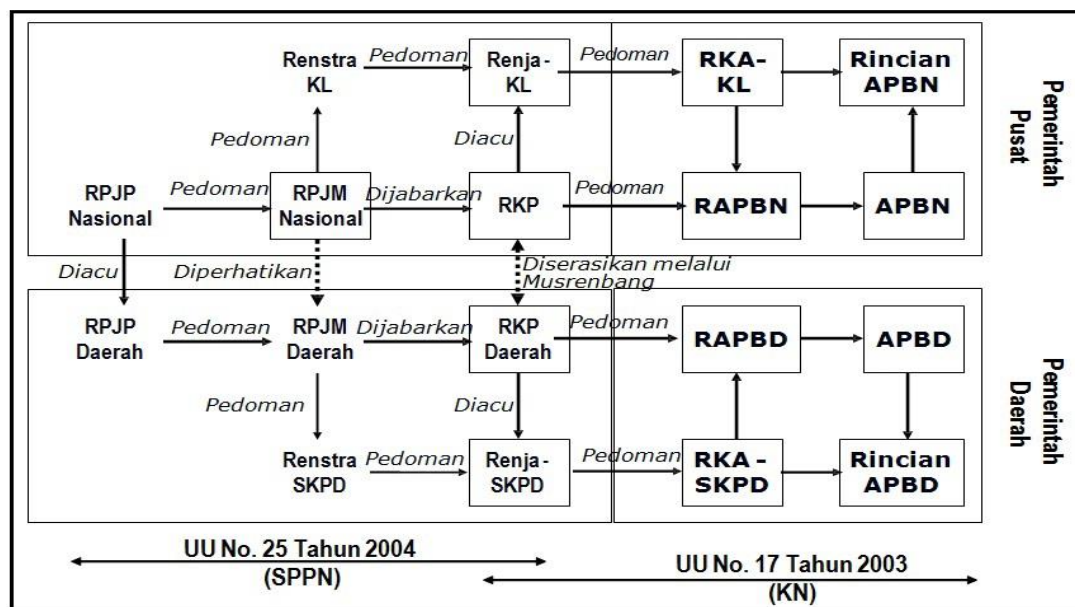 Renstra
KL
Pedoman
Renja -
KL
Pedoman
RKA-
KL
Rincian
APBN
Pemerintah
Pusat
Pedoman
Diacu
RPJP
Nasional
Pedoman
RPJM
Nasional
Dijabarkan
RKP
Pedoman
RAPBN
APBN
Diacu
Diperhatikan
Diserasikan melalui
Musrenbang
RPJP
Daerah
Pedoman
RPJM
Daerah
Dijabarkan
RKP
Daerah
Pedoman
RAPBD
APBD
Pemerintah
Daerah
Pedoman
Diacu
Renstra
SKPD
Pedoman
Renja -
SKPD
Pedoman
RKA -
SKPD
Rincian
APBD
UU No. 25 Tahun 2004
(SPPN)
UU No. 17 Tahun 2003
(KN)